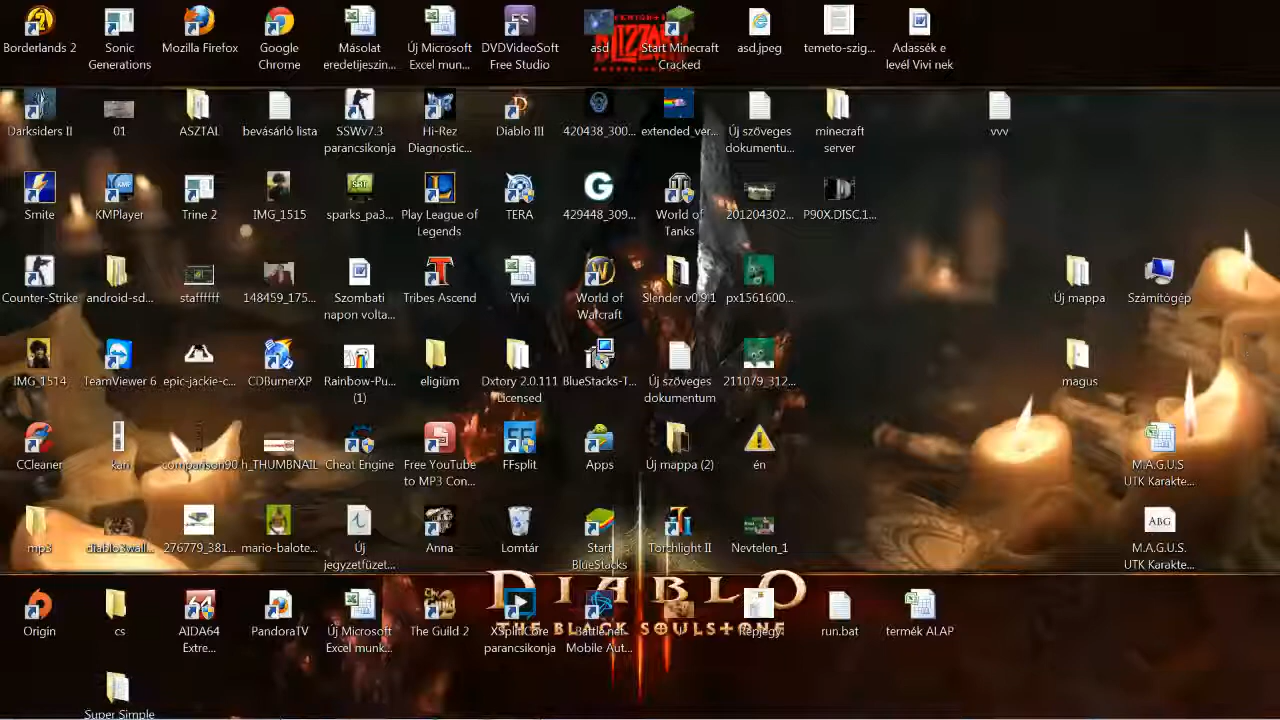 Borderlands 2
Sonic
Generations
Mozilla Firefox
Google
Chrome
Másolat
eredetijeszin...
Új Microsoft
Excel mun...
DVDVideoSoft
Free Studio
asd
Start Minecraft
Cracked
asd.jpeg
temeto-szig...
Adassék e
levél Vivi nek
BLIZZARD
Darksiders II
01
ASZTAL
bevásárló lista
SSWv7.3
parancsikonja
Hi-Rez
Diagnostic...
Diablo III
420438_300...
extended_ver...
Új szöveges
dokumentu...
minecraft
server
vvv
Smite
KMPlayer
Trine 2
IMG_1515
sparks_pa3...
Play League of
Legends
TERA
429448_309...
World of
Tanks
201204302...
P90X.DISC.1...
Counter-Strike
android-sd...
staffffff
148459_175...
Szombati
napon volta...
Tribes Ascend
Vivi
World of
Warcraft
Slender v0.9.1
px1561600...
Új mappa
Számítógép
IMG_1514
TeamViewer 6
epic-jackie-c...
CDBurnerXP
Rainbow-Pu...
(1)
eligium
Dxtory 2.0.111
Licensed
BlueStacks-T...
Új szöveges
dokumentum
211079_312...
magus
CCleaner
kari
comparison90
h_THUMBNAIL
Cheat Engine
Free YouTube
to MP3 Con...
FFsplit
Apps
Új mappa (2)
én
M.A.G.U.S
UTK Karakte...
mp3
diablo3wall...
276779_381...
mario-balote...
Új
jegyzetfüzet...
Anna
Lomtár
Start
BlueStacks
Torchlight II
Nevtelen_1
ABG
M.A.G.U.S.
UTK Karakte...
DIABLO
THE BLACK SOULSTONE
Origin
cs
AIDA64
Extre...
PandoraTV
Új Microsoft
Excel munk...
The Guild 2
XSplit Core
parancsikonja
Battle.net
Mobile Aut...
Képjegy
run.bat
termék ALAP
Super Simple